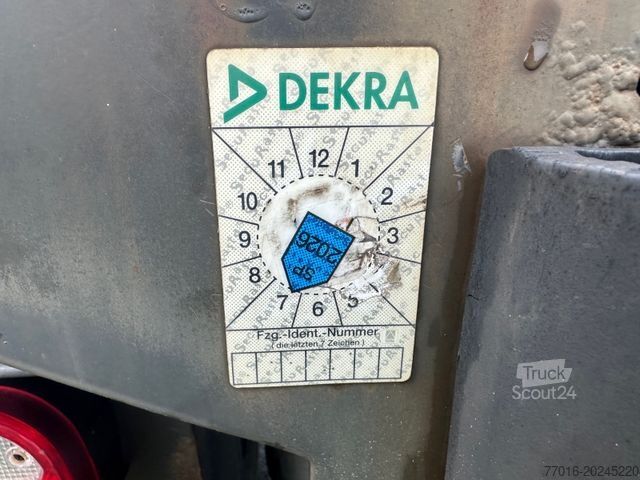 DEKRA
11 12 1
10 2
9 3
8
7 6 5
SP
2026
SecuRasta
Fzg.-Ident.-Nummer
( die letzten 7 Zeichen )
Truck
Scout24
77016-20245220